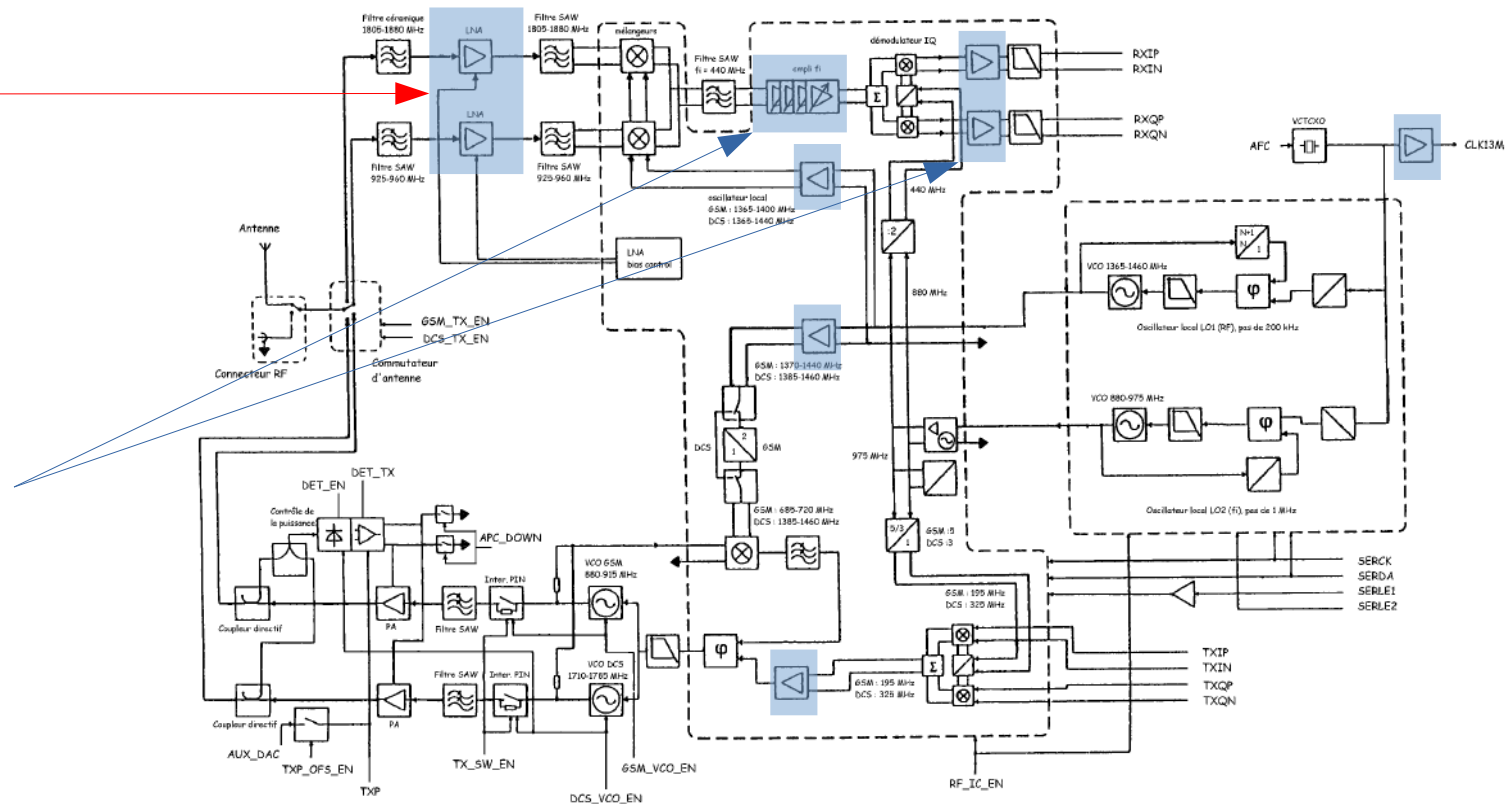 Filtre céramique
1805-1880 MHz
LNA
Filtre SAW
1805-1880 MHz
mélangeurs
Filtre SAW
fi = 440 MHz
ampli fi
démodulateur IQ
Σ
RXIP
RXIN
RXQP
RXQN
LNA
Filtre SAW
925-960 MHz
Filtre SAW
925-960 MHz
VCTCXO
AFC
CLK13M
440 MHz
oscillateur local
GSM : 1365-1400 MHz
DCS : 1365-1440 MHz
:2
Antenne
LNA
bias control
880 MHz
N+1
N
1
VCO 1365-1460 MHz
φ
Oscillateur local LO1 (RF), pas de 200 kHz
GSM_TX_EN
DCS_TX_EN
Connecteur RF
Commutateur
d'antenne
GSM : 1370-1440 MHz
DCS : 1385-1460 MHz
VCO 880-975 MHz
φ
DCS
2
1
GSM
975 MHz
DET_TX
DET_EN
Contrôle de
la puissance
APC_DOWN
GSM : 685-720 MHz
DCS : 1385-1460 MHz
5/3
1
GSM :5
DCS :3
Oscillateur local LO2 (fi), pas de 1 MHz
VCO GSM
880-915 MHz
Inter. PIN
SERCK
SERDA
SERLE1
SERLE2
GSM : 195 MHz
DCS : 325 MHz
Coupleur directif
PA
Filtre SAW
φ
Σ
TXIP
TXIN
TXQP
TXQN
Filtre SAW
Inter. PIN
VCO DCS
1710-1785 MHz
GSM : 195 MHz
DCS : 325 MHz
Coupleur directif
PA
AUX_DAC
TXP_OFS_EN
TXP
TX_SW_EN
GSM_VCO_EN
DCS_VCO_EN
RF_IC_EN